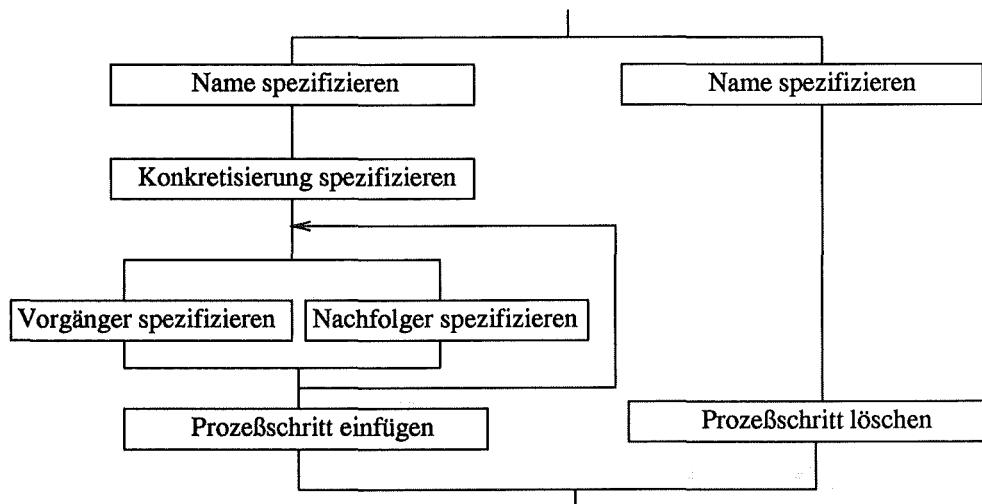 Name spezifizieren
Name spezifizieren
Konkretisierung spezifizieren
Vorgänger spezifizieren
Nachfolger spezifizieren
Prozeßschritt einfügen
Prozeßschritt löschen